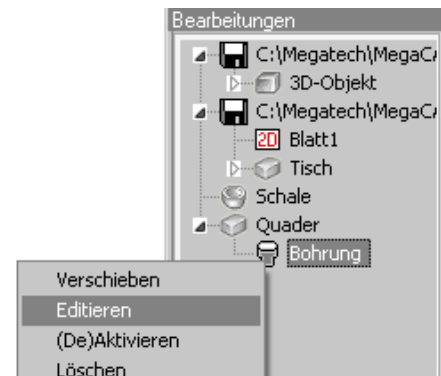 Bearbeitungen
C:\Megatech\MegaC
3D-Objekt
C:\Megatech\MegaC
2D Blatt1
Tisch
Schale
Quader
Bohrung
Verschieben
Editieren
(De)Aktivieren
Löschen